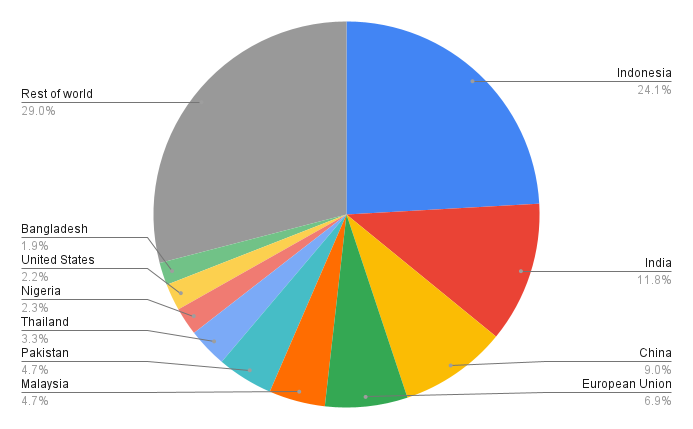 Indonesia
24.1%
India
11.8%
China
9.0%
European Union
6.9%
Malaysia
4.7%
Pakistan
4.7%
Thailand
3.3%
Nigeria
2.3%
United States
2.2%
Bangladesh
1.9%
Rest of world
29.0%